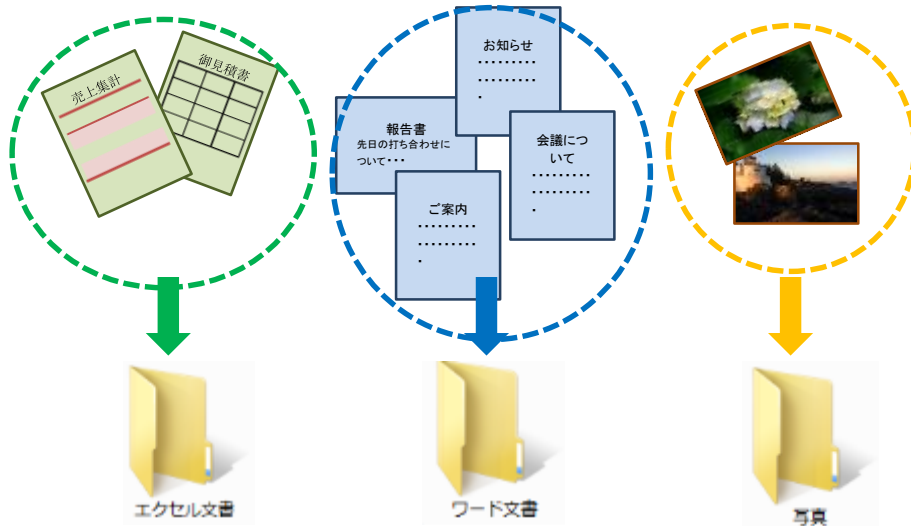 売上集計
御見積書
お知らせ
･････････
･････････
･
報告書
先日の打ち合わせに
ついて･･･
会議につ
いて
･････････
･････････
･
ご案内
･････････
･････････
･
エクセル文書
ワード文書
写真